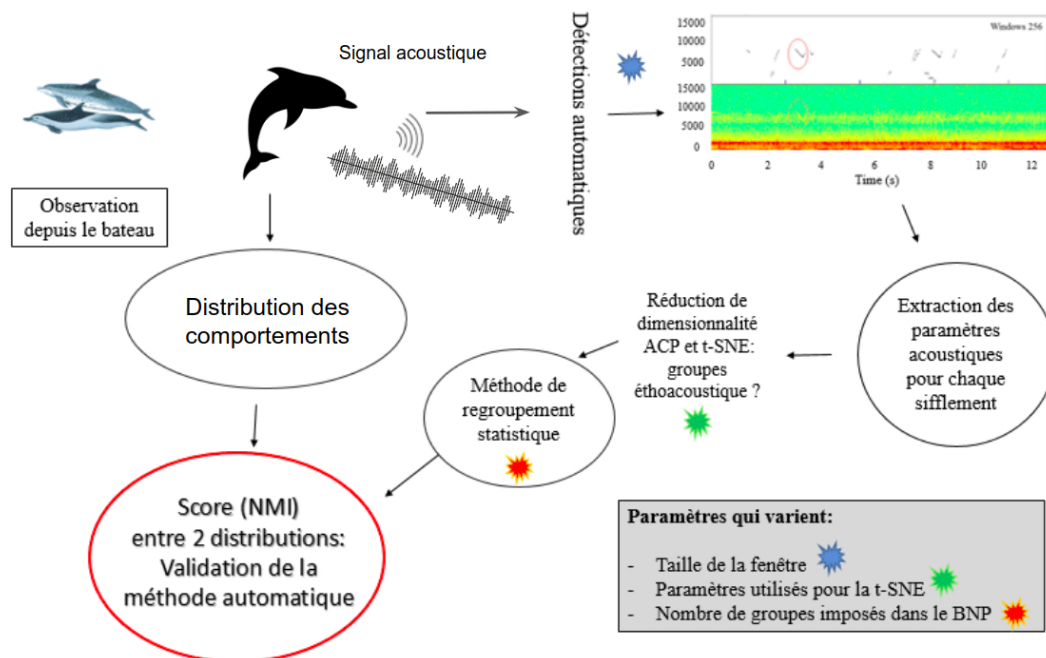 Signal acoustique
Observation
depuis le bateau
Distribution des
comportements
Score (NMI)
entre 2 distributions:
Validation de la
méthode automatique
Détections automatiques
15000
10000
5000
Windows 256
15000
10000
5000
0
0
2
4
6
8
10
12
Time (s)
Extraction des
paramètres
acoustiques
pour chaque
sifflement
Réduction de
dimensionnalité
ACP et t-SNE:
groupes
éthoacoustique ?
Méthode de
regroupement
statistique
Paramètres qui varient:
- Taille de la fenêtre
- Paramètres utilisés pour la t-SNE
- Nombre de groupes imposés dans le BNP